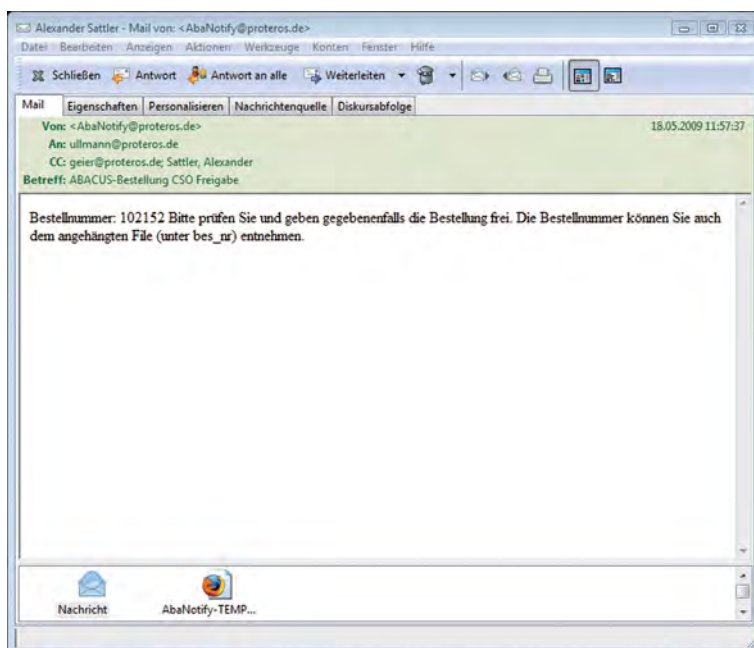 Alexander Sattler - Mail von: <AbaNotify@proteros.de>
Datei Bearbeiten Anzeigen Aktionen Werkzeuge Konten Fenster Hilfe
Schließen Antwort Antwort an alle Weiterleiten
Mail Eigenschaften Personalisieren Nachrichtenquelle Diskursabfolge
Von: <AbaNotify@proteros.de> 18.05.2009 11:57:37
An: ullmann@proteros.de
CC: geier@proteros.de; Sattler, Alexander
Betreff: ABACUS-Bestellung CSO Freigabe
Bestellnummer: 102152 Bitte prüfen Sie und geben gegebenenfalls die Bestellung frei. Die Bestellnummer können Sie auch
dem angehängten File (unter bes_nr) entnehmen.
Nachricht AbaNotify-TEMP...